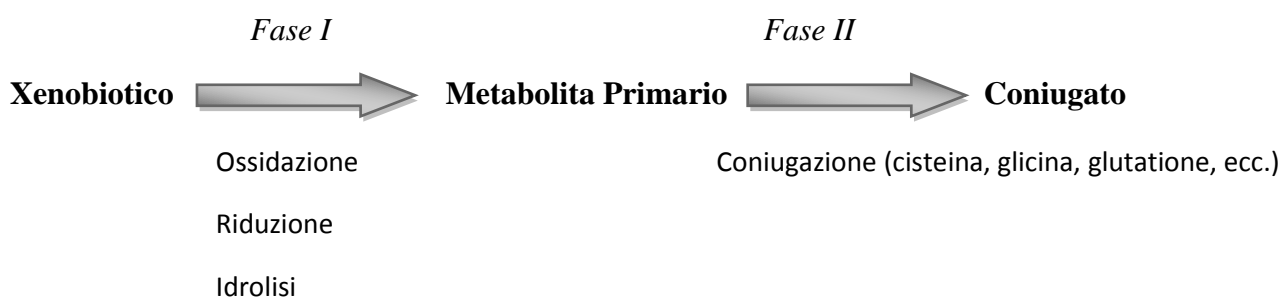 Fase I Fase II
Xenobiotico Metabolita Primario Coniugato
Ossidazione Coniugazione (cisteina, glicina, glutatione, ecc.)
Riduzione
Idrolisi